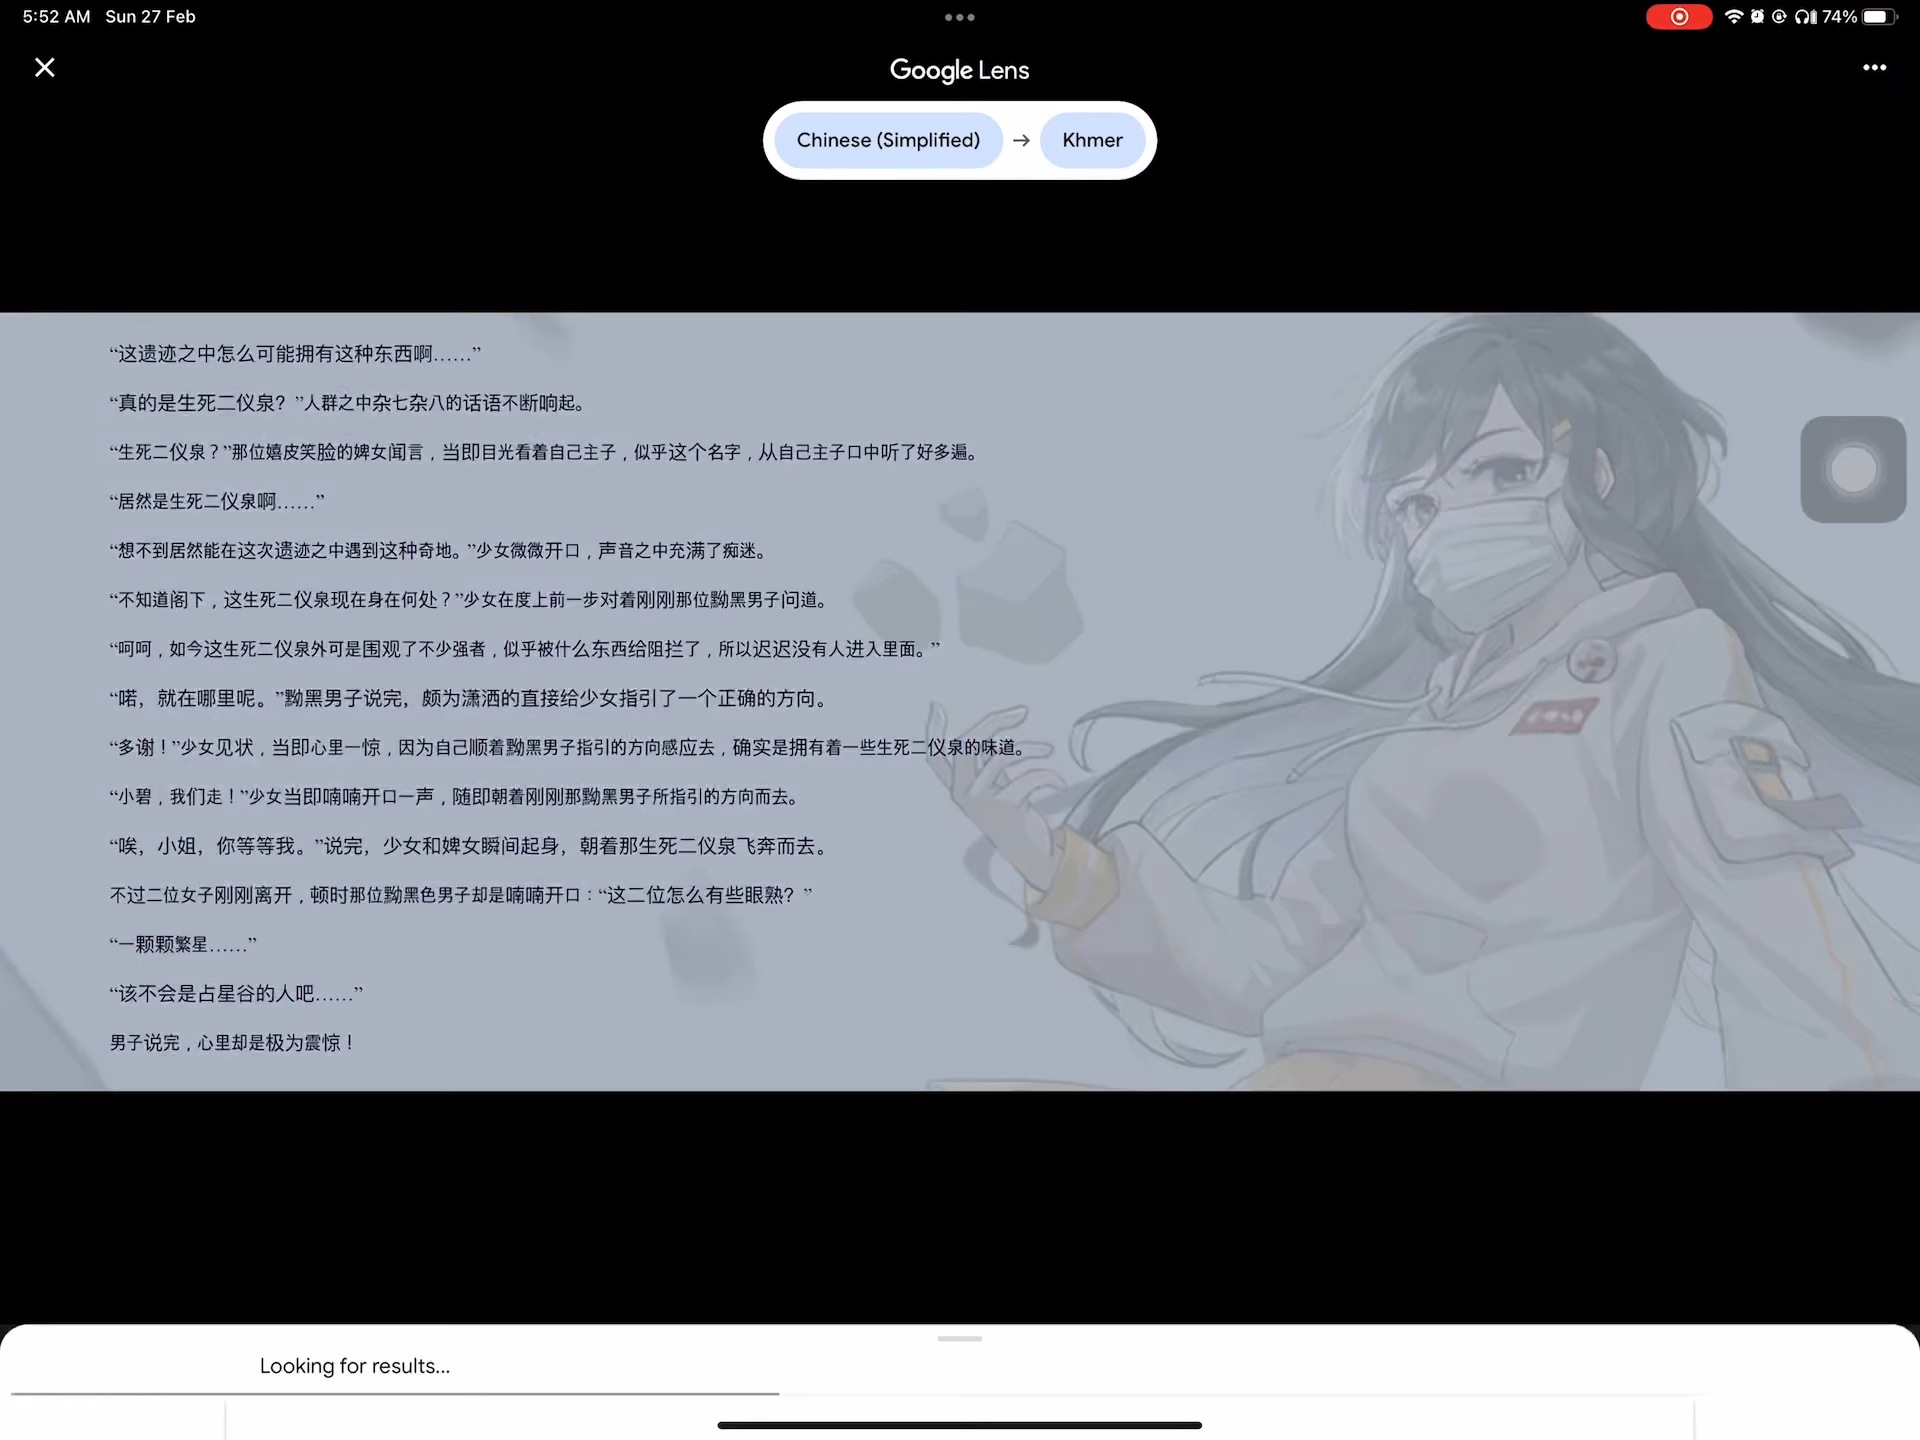 5:52 AM Sun 27 Feb
74%
Google Lens
Chinese (Simplified) → Khmer
“这遗迹之中怎么可能拥有这种东西啊……”
“真的是生死二仪泉？”人群之中杂七杂八的话语不断响起。
“生死二仪泉？”那位嬉皮笑脸的婢女闻言，当即目光看着自己主子，似乎这个名字，从自己主子口中听了好多遍。
“居然是生死二仪泉啊……”
“想不到居然能在这次遗迹之中遇到这种奇地。”少女微微开口，声音之中充满了痴迷。
“不知道阁下，这生死二仪泉现在身在何处？”少女在度上前一步对着刚刚那位黝黑男子问道。
“呵呵，如今这生死二仪泉外可是围观了不少强者，似乎被什么东西给阻拦了，所以迟迟没有人进入里面。”
“喏，就在哪里呢。”黝黑男子说完，颇为潇洒的直接给少女指引了一个正确的方向。
“多谢！”少女见状，当即心里一惊，因为自己顺着黝黑男子指引的方向感应去，确实是拥有着一些生死二仪泉的味道。
“小碧，我们走！”少女当即喃喃开口一声，随即朝着刚刚那黝黑男子所指引的方向而去。
“唉，小姐，你等等我。”说完，少女和婢女瞬间起身，朝着那生死二仪泉飞奔而去。
不过二位女子刚刚离开，顿时那位黝黑色男子却是喃喃开口：“这二位怎么有些眼熟？”
“一颗颗繁星……”
“该不会是占星谷的人吧……”
男子说完，心里却是极为震惊！
Looking for results...